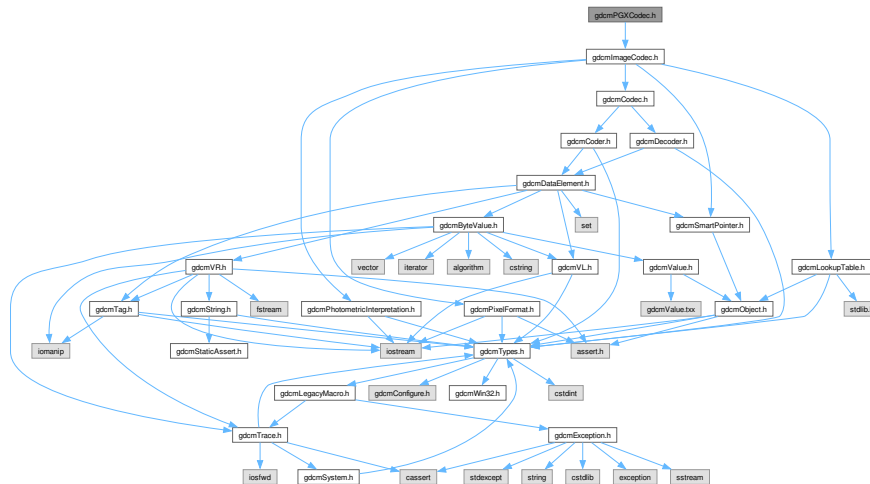 gdcmPGXCodec.h
gdcmImageCodec.h
gdcmCodec.h
gdcmCoder.h
gdcmDecoder.h
gdcmDataElement.h
gdcmByteValue.h
set
gdcmSmartPointer.h
gdcmVR.h
vector
iterator
algorithm
cstring
gdcmVL.h
gdcmValue.h
gdcmLookupTable.h
gdcmTag.h
gdcmString.h
fstream
gdcmPhotometricInterpretation.h
gdcmPixelFormat.h
gdcmValue.txx
gdcmObject.h
stdlib.h
iomanip
gdcmStaticAssert.h
iostream
gdcmTypes.h
assert.h
gdcmLegacyMacro.h
gdcmConfigure.h
gdcmWin32.h
cstdint
gdcmTrace.h
gdcmException.h
iosfwd
gdcmSystem.h
cassert
stdexcept
string
cstdlib
exception
sstream